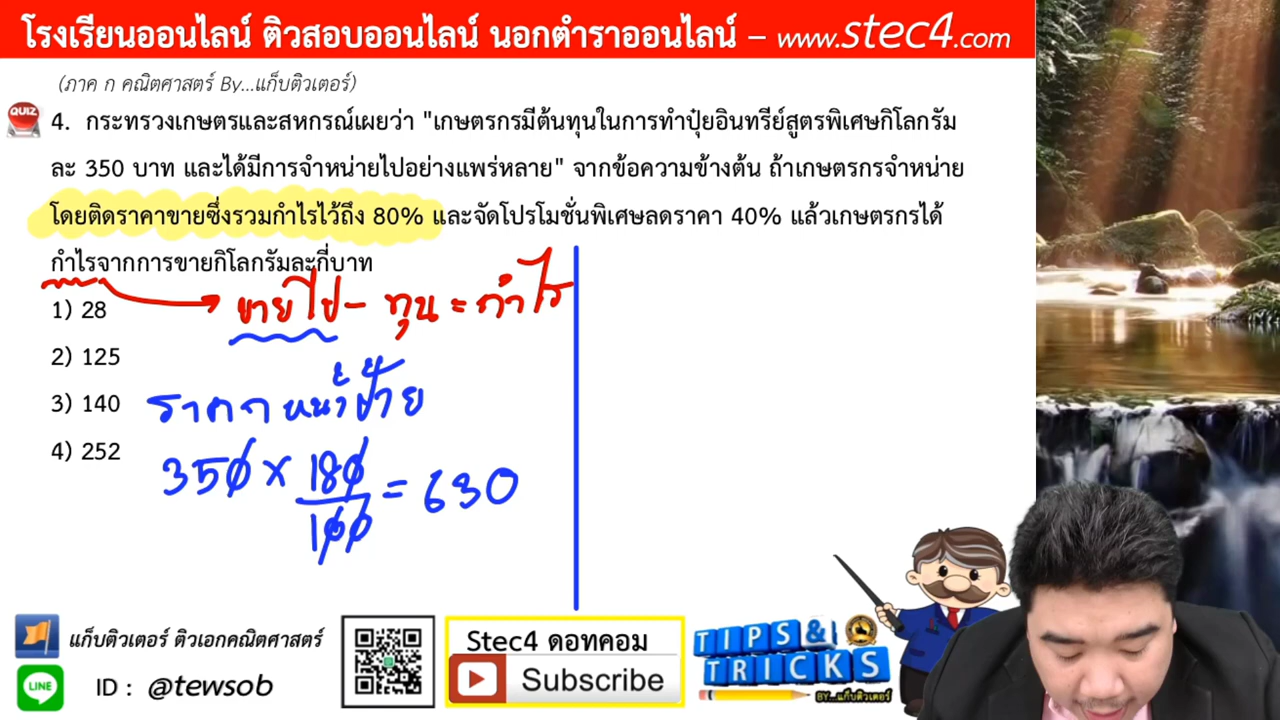 โรงเรียนออนไลน์ ติวสอบออนไลน์ นอกตำราออนไลน์ – www.stec4.com
(ภาค ก คณิตศาสตร์ By...แก็บติวเตอร์)
QUIZ
4. กระทรวงเกษตรและสหกรณ์เผยว่า "เกษตรกรมีต้นทุนในการทำปุ๋ยอินทรีย์สูตรพิเศษกิโลกรัม
ละ 350 บาท และได้มีการจำหน่ายไปอย่างแพร่หลาย" จากข้อความข้างต้น ถ้าเกษตรกรจำหน่าย
โดยติดราคาขายซึ่งรวมกำไรไว้ถึง 80% และจัดโปรโมชั่นพิเศษลดราคา 40% แล้วเกษตรกรได้
กำไรจากการขายกิโลกรัมละกี่บาท
1) 28
ขายไป - ทุน = กำไร
2) 125
3) 140
ราคาหน้าป้าย
4) 252
350 × 180/100 = 630
แก็บติวเตอร์ ติวเอกคณิตศาสตร์
LINE
ID : @tewsob
Stec4 ดอทคอม
Subscribe
TIPS &
TRICKS
BY...แก็บติวเตอร์